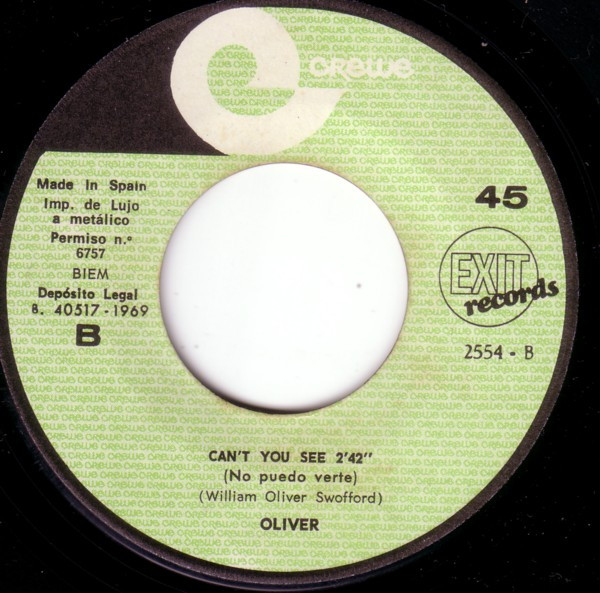 crewe
Made In Spain
Imp. de Lujo
a metálico
Permiso n.º
6757
BIEM
Depósito Legal
B. 40517-1969
B
45
EXIT
records
2554 - B
CAN'T YOU SEE 2'42"
(No puedo verte)
(William Oliver Swofford)
OLIVER